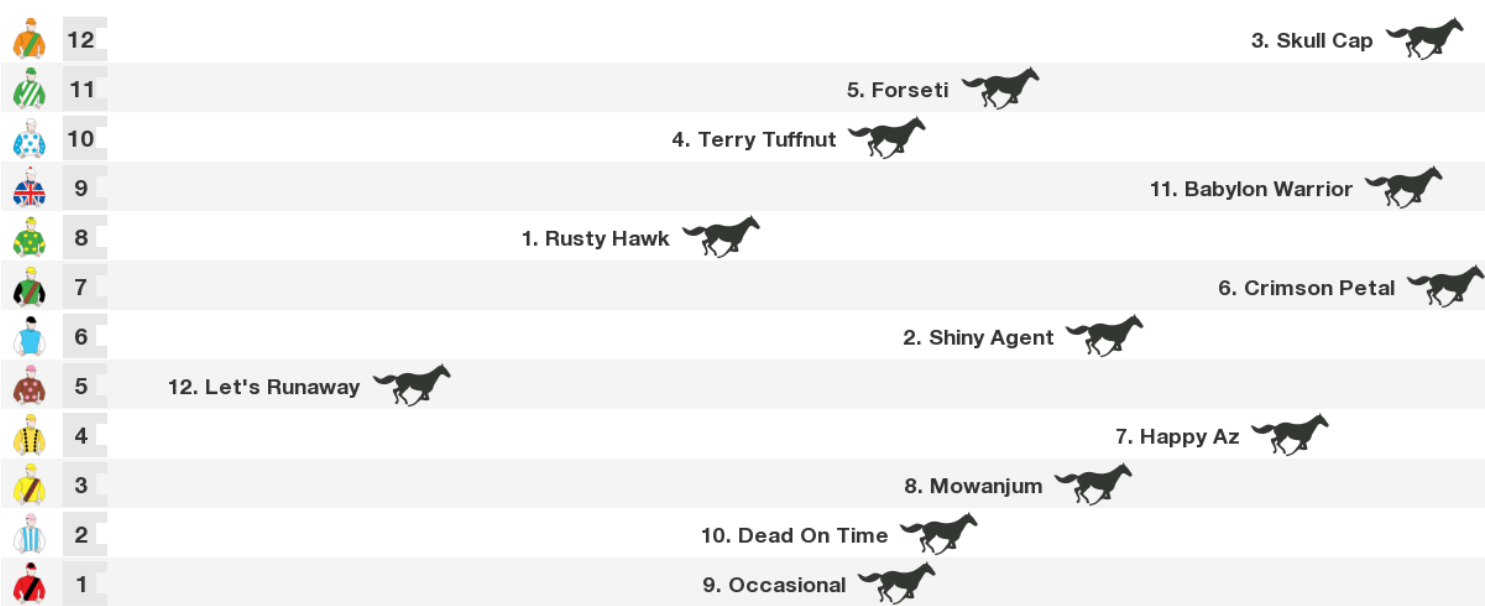 12 3. Skull Cap
11 5. Forseti
10 4. Terry Tuffnut
9 11. Babylon Warrior
8 1. Rusty Hawk
7 6. Crimson Petal
6 2. Shiny Agent
5 12. Let's Runaway
4 7. Happy Az
3 8. Mowanjum
2 10. Dead On Time
1 9. Occasional